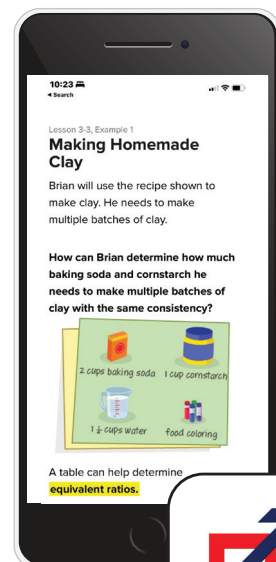 10:23
◄ Search
Lesson 3-3, Example 1
Making Homemade
Clay
Brian will use the recipe shown to
make clay. He needs to make
multiple batches of clay.
How can Brian determine how much
baking soda and cornstarch he
needs to make multiple batches of
clay with the same consistency?
2 cups baking soda
1 cup cornstarch
1 ¼ cups water
food coloring
A table can help determine
equivalent ratios.